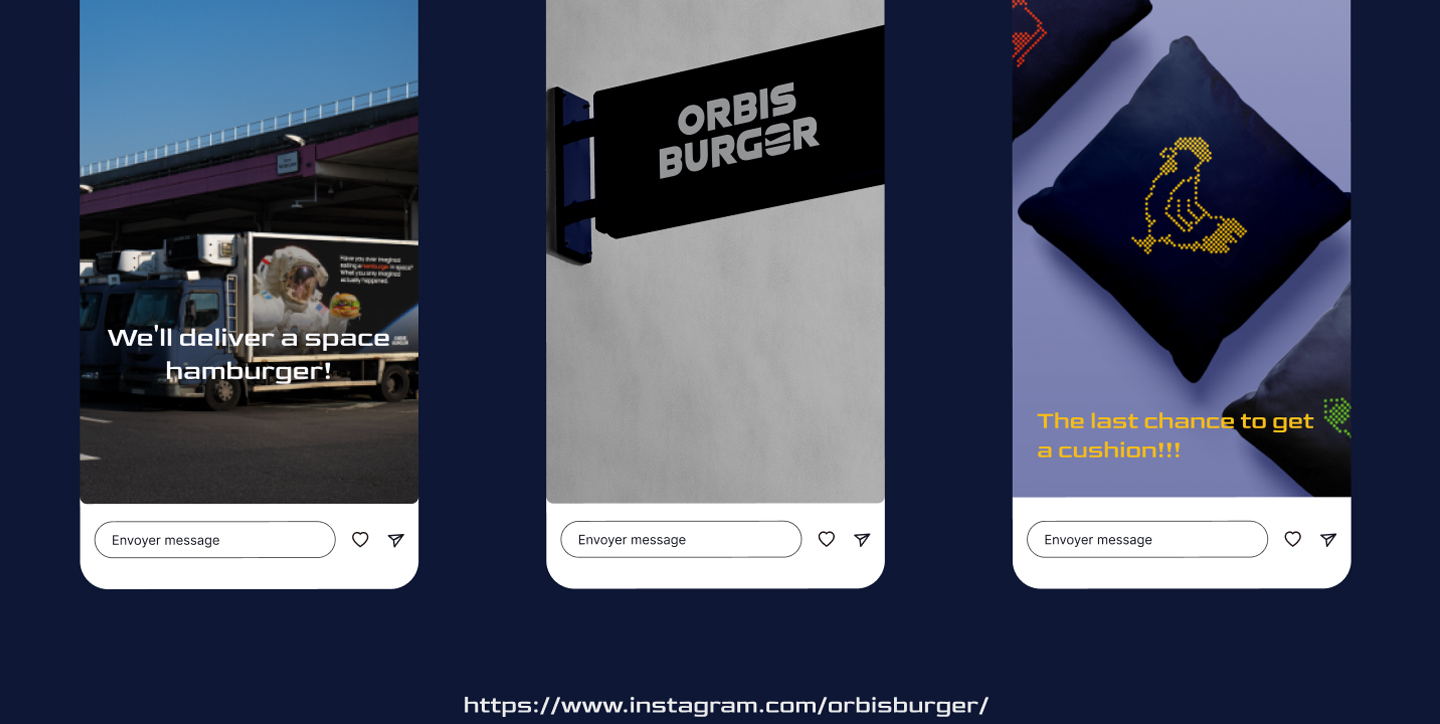 Have you ever imagined
eating a hamburger in space?
What you only imagined
actually happened.
We'll deliver a space
hamburger!
Envoyer message
ORBIS
BURGER
Envoyer message
The last chance to get
a cushion!!!
Envoyer message
https://www.instagram.com/orbisburger/